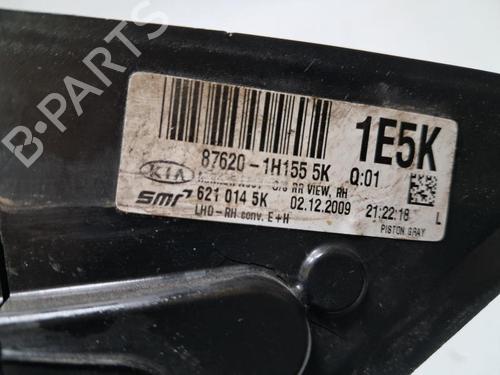 B-PARTS
87620-1H155 5K Q:01
1E5K
KIA
O/S RR VIEW, RH
SMR 621 014 5K 02.12.2009 21:22:18 L
LHD-RH conv. E+H PISTON GRAY